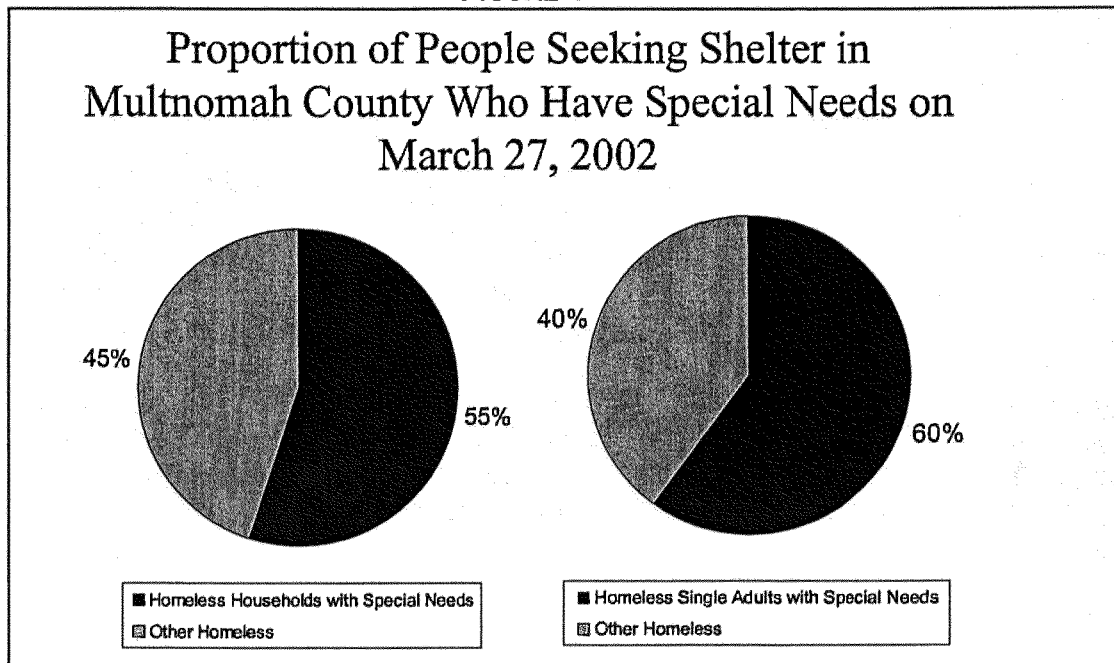 Proportion of People Seeking Shelter in
Multnomah County Who Have Special Needs on
March 27, 2002
45%
55%
40%
60%
■ Homeless Households with Special Needs
▩ Other Homeless
■ Homeless Single Adults with Special Needs
▩ Other Homeless